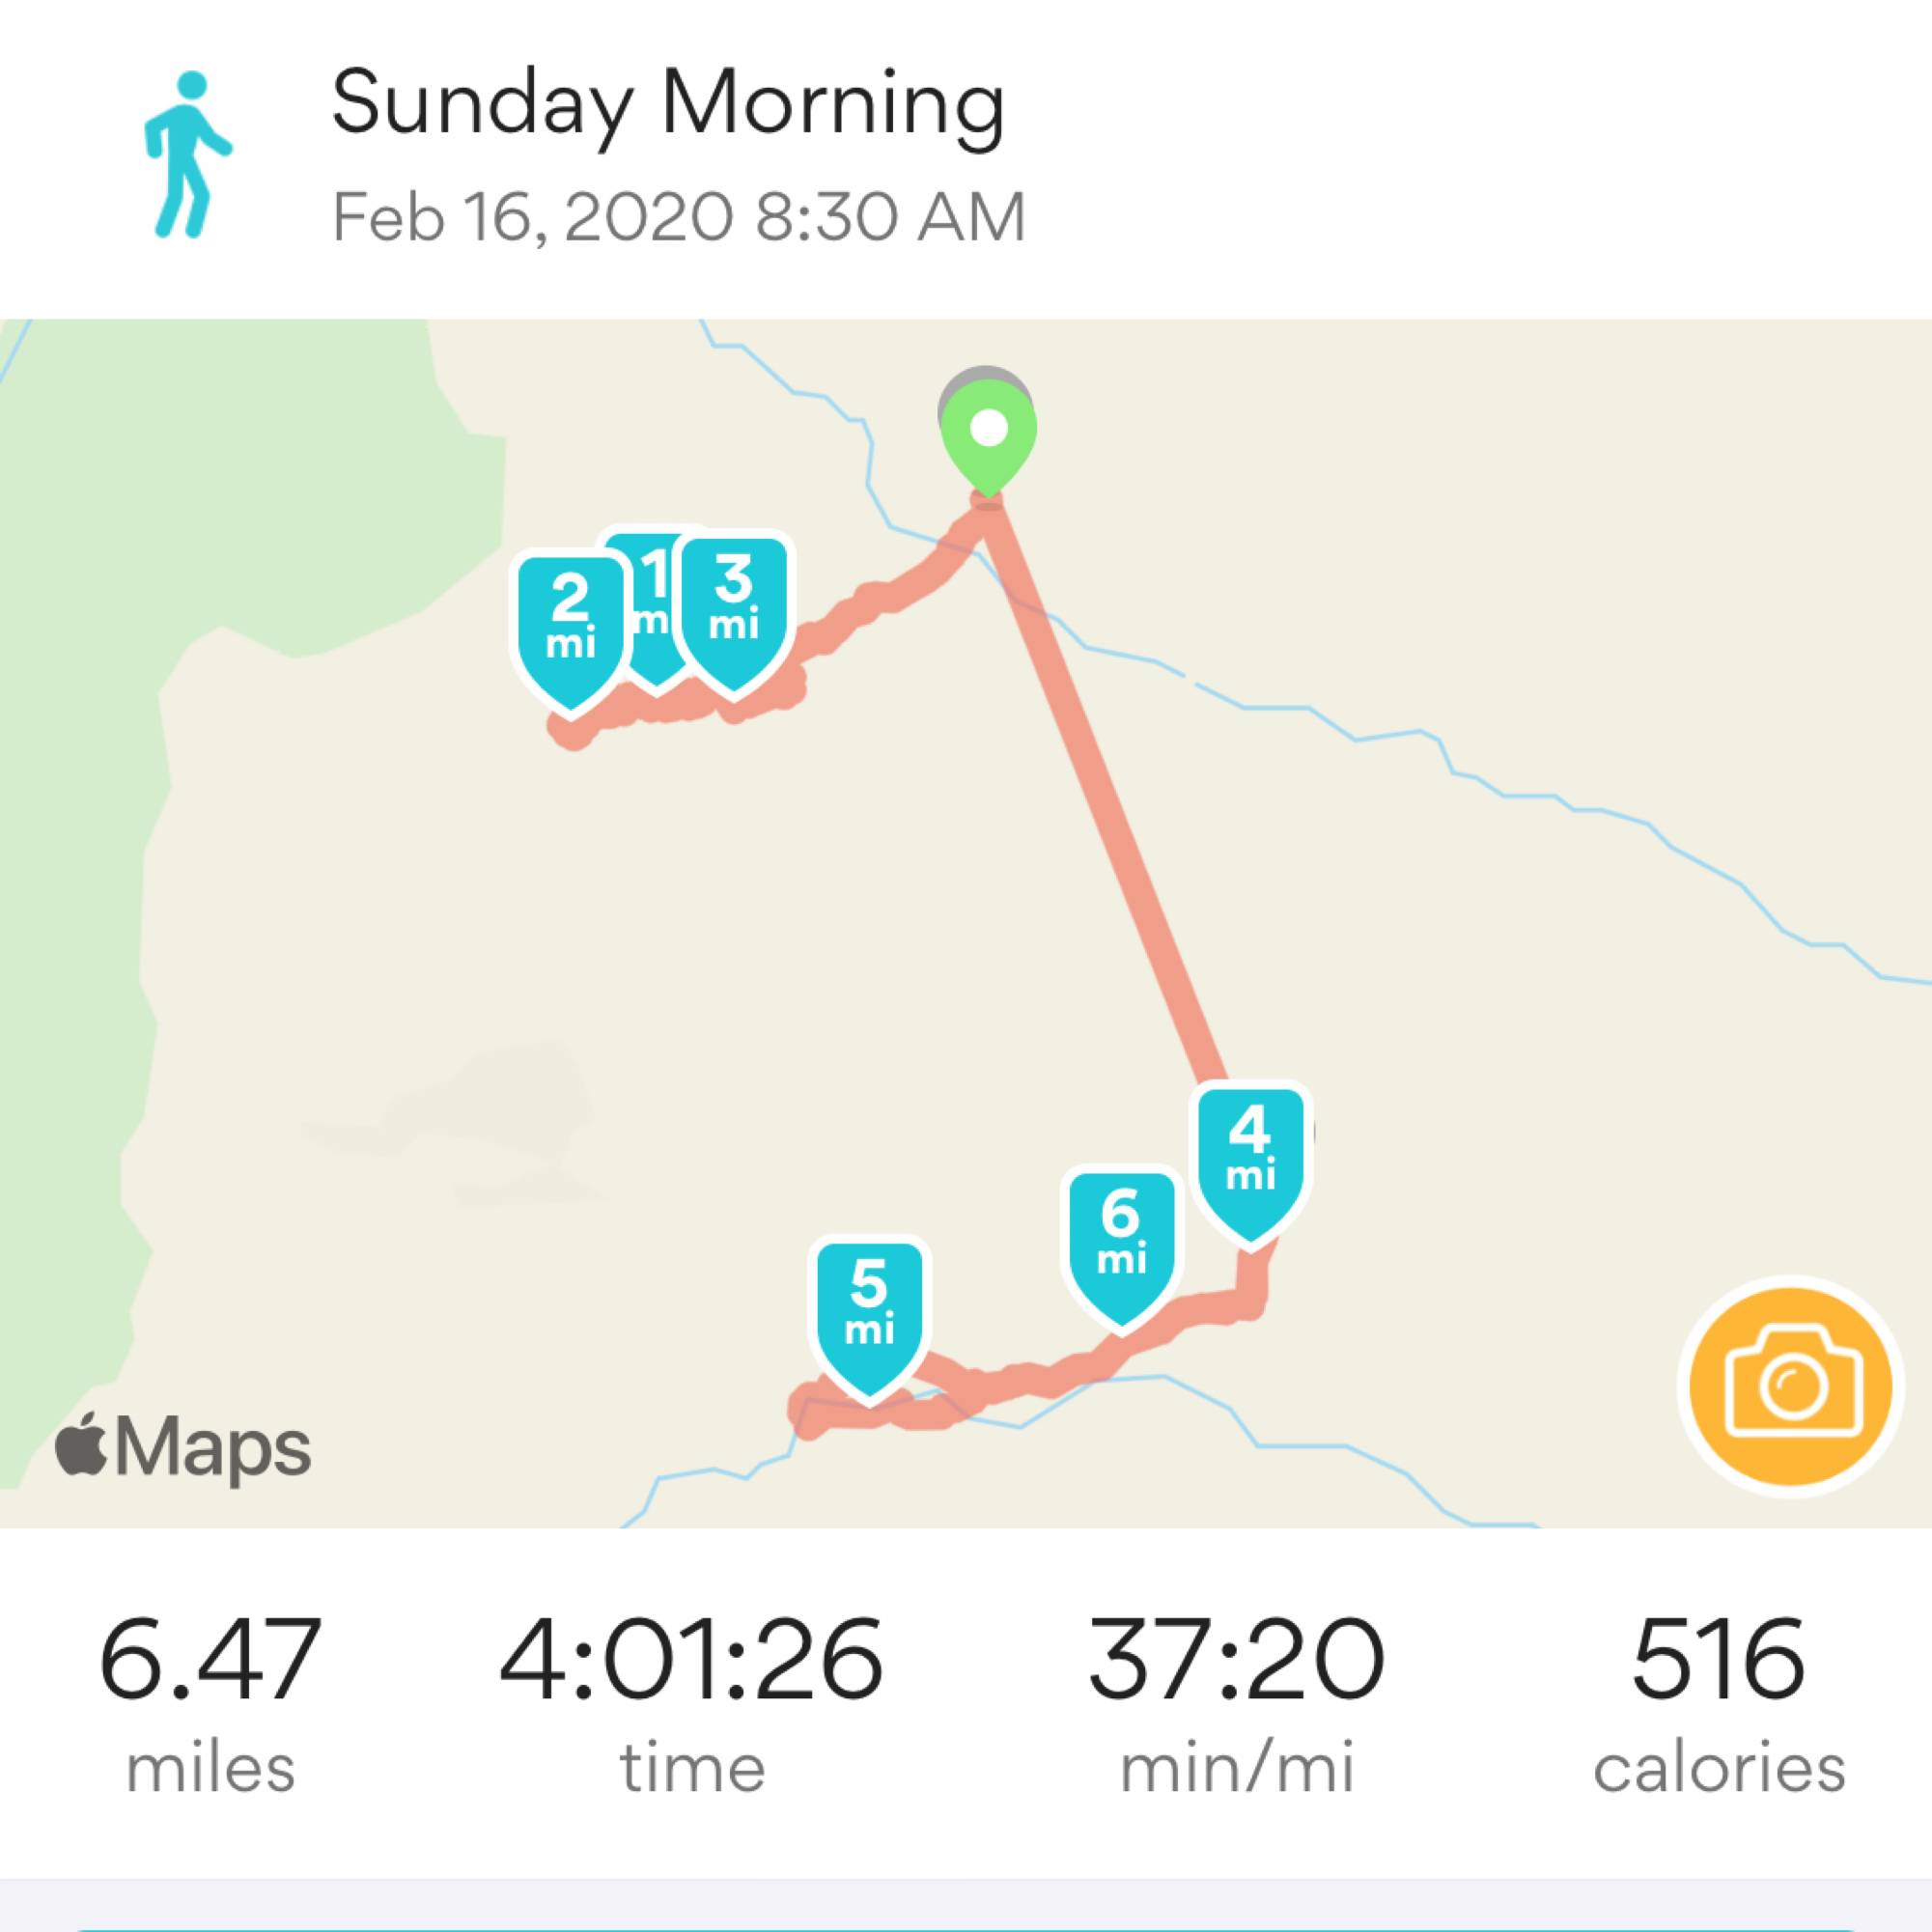 Sunday Morning
Feb 16, 2020 8:30 AM
2 mi
1 m
3 mi
4 mi
6 mi
5 mi
Maps
6.47 4:01:26 37:20 516
miles time min/mi calories